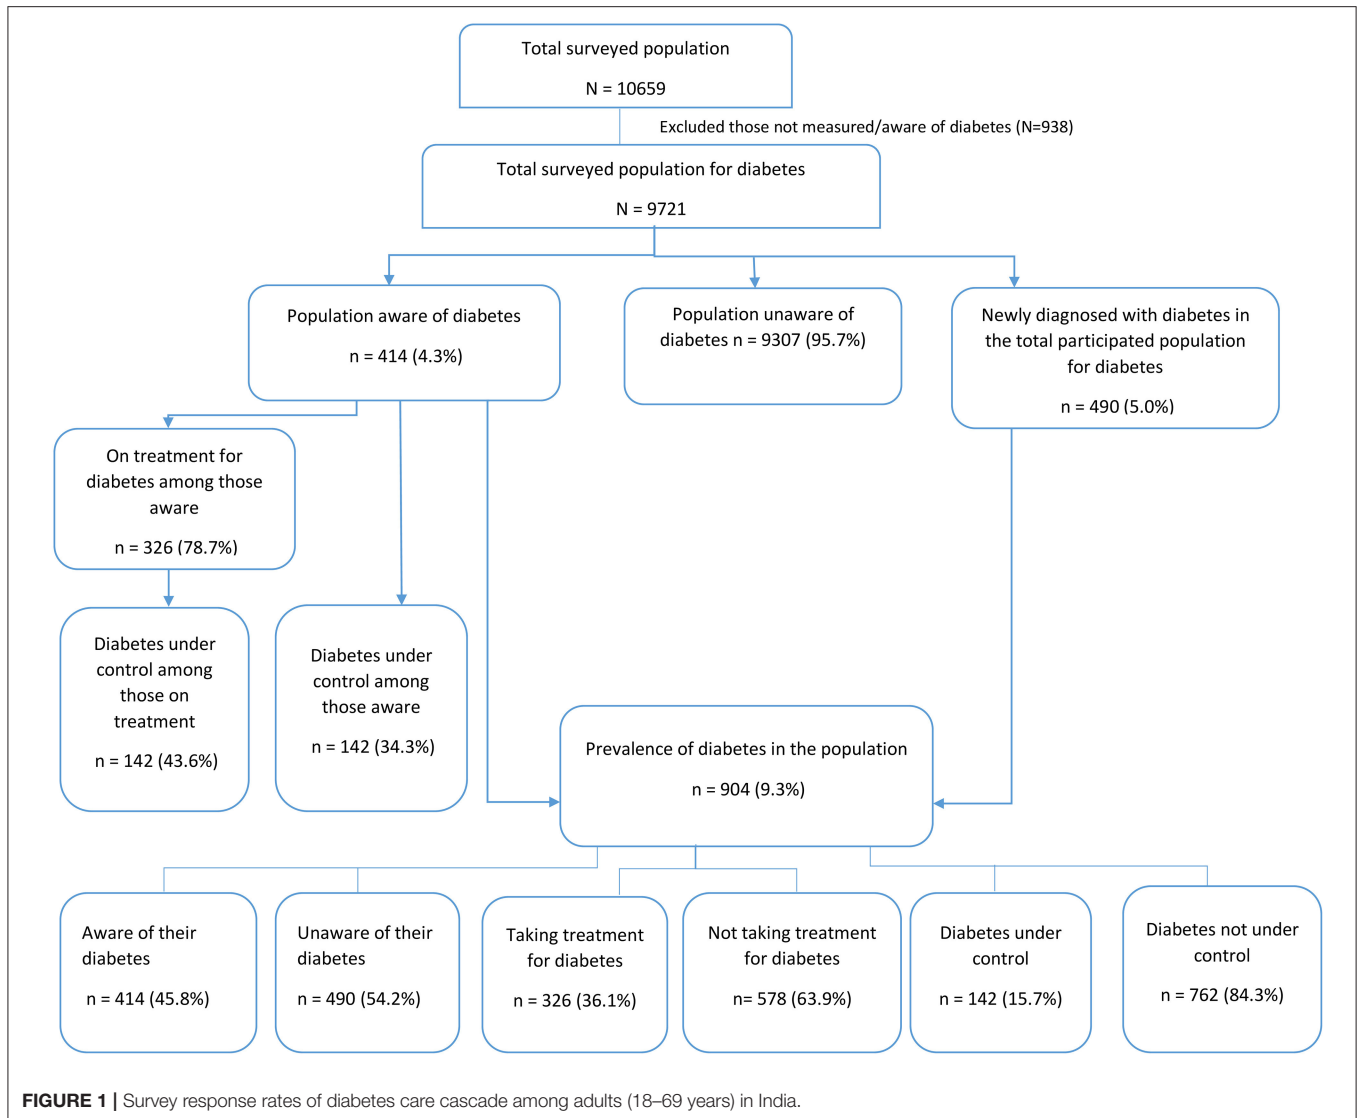 Total surveyed population
N = 10659
Excluded those not measured/aware of diabetes (N=938)
Total surveyed population for diabetes
N = 9721
Population aware of diabetes
n = 414 (4.3%)
Population unaware of
diabetes n = 9307 (95.7%)
Newly diagnosed with diabetes in
the total participated population
for diabetes
n = 490 (5.0%)
On treatment for
diabetes among those
aware
n = 326 (78.7%)
Diabetes under
control among
those on
treatment
n = 142 (43.6%)
Diabetes under
control among
those aware
n = 142 (34.3%)
Prevalence of diabetes in the population
n = 904 (9.3%)
Aware of their
diabetes
n = 414 (45.8%)
Unaware of their
diabetes
n = 490 (54.2%)
Taking treatment
for diabetes
n = 326 (36.1%)
Not taking treatment
for diabetes
n= 578 (63.9%)
Diabetes under
control
n = 142 (15.7%)
Diabetes not under
control
n = 762 (84.3%)
FIGURE 1 | Survey response rates of diabetes care cascade among adults (18–69 years) in India.